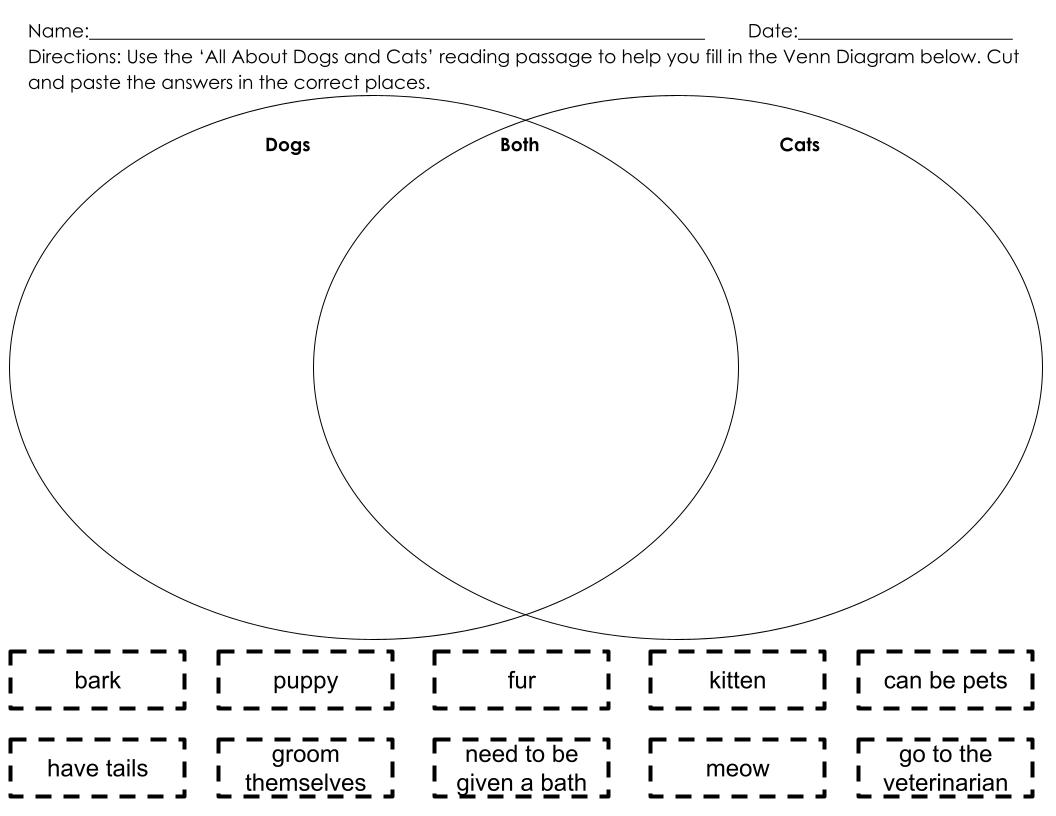 Name:_______________________________________________ Date:_________________
Directions: Use the ‘All About Dogs and Cats’ reading passage to help you fill in the Venn Diagram below. Cut
and paste the answers in the correct places.
Dogs Both Cats
bark puppy fur kitten can be pets
have tails
groom
themselves
need to be
given a bath
meow
go to the
veterinarian